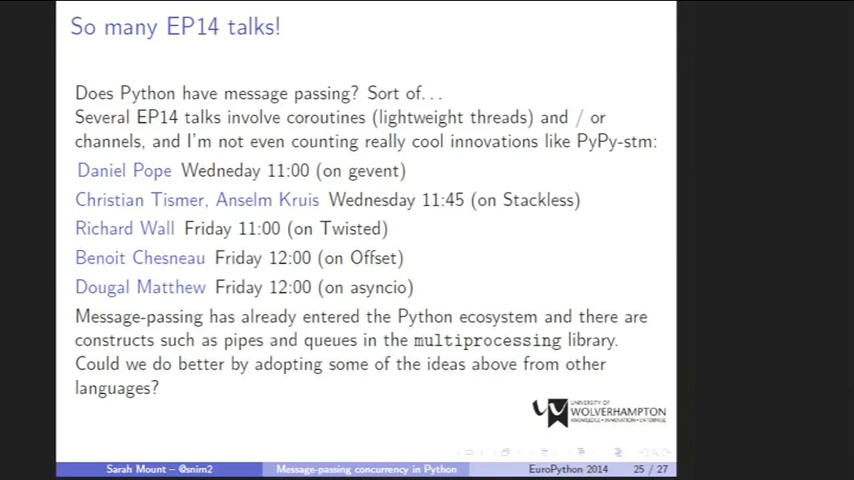 So many EP14 talks!
Does Python have message passing? Sort of...
Several EP14 talks involve coroutines (lightweight threads) and / or
channels, and I'm not even counting really cool innovations like PyPy-stm:
Daniel Pope Wedneday 11:00 (on gevent)
Christian Tismer, Anselm Kruis Wednesday 11:45 (on Stackless)
Richard Wall Friday 11:00 (on Twisted)
Benoit Chesneau Friday 12:00 (on Offset)
Dougal Matthew Friday 12:00 (on asyncio)
Message-passing has already entered the Python ecosystem and there are
constructs such as pipes and queues in the multiprocessing library.
Could we do better by adopting some of the ideas above from other
languages?
UNIVERSITY OF
WOLVERHAMPTON
KNOWLEDGE • INNOVATION • ENTERPRISE
Sarah Mount – @snim2 Message-passing concurrency in Python EuroPython 2014 25 / 27